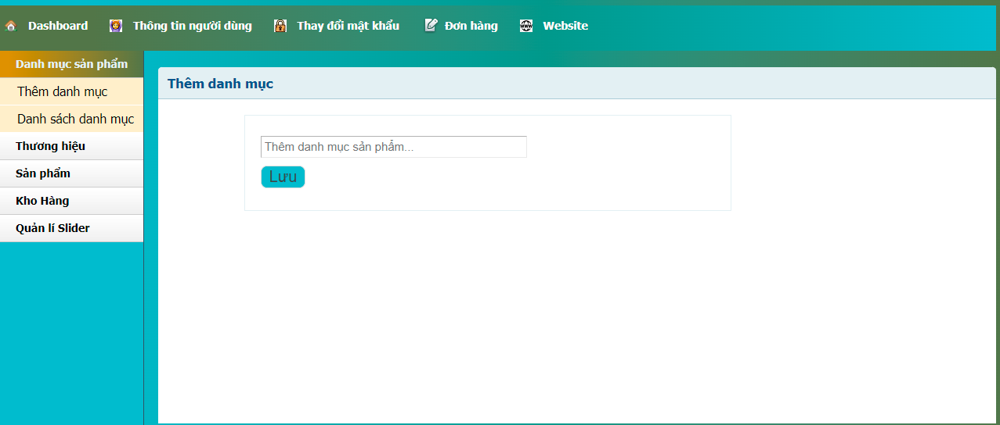 Dashboard Thông tin người dùng Thay đổi mật khẩu Đơn hàng Website
Danh mục sản phẩm
Thêm danh mục
Danh sách danh mục
Thương hiệu
Sản phẩm
Kho Hàng
Quản lí Slider
Thêm danh mục
Thêm danh mục sản phẩm...
Lưu